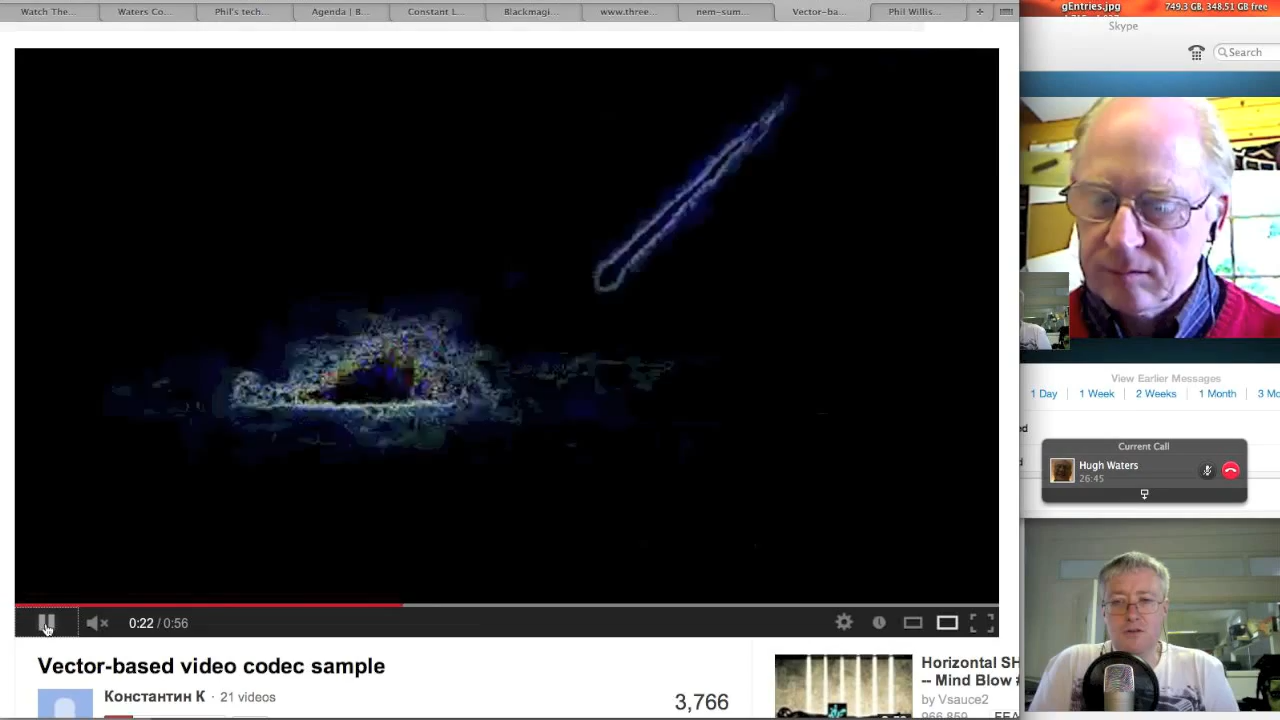 Watch The...
Waters Co...
Phil's tech...
Agenda | B...
Constant L...
Blackmagi...
www.three...
nem-sum...
Vector-ba...
Phil Willis...
gEntries.jpg
749.3 GB, 348.51 GB free
Skype
Search
View Earlier Messages
1 Day
1 Week
2 Weeks
1 Month
3 Mo
Current Call
Hugh Waters
26:45
0:22 / 0:56
Vector-based video codec sample
Константин К · 21 videos
3,766
Horizontal SH
-- Mind Blow
by Vsauce2